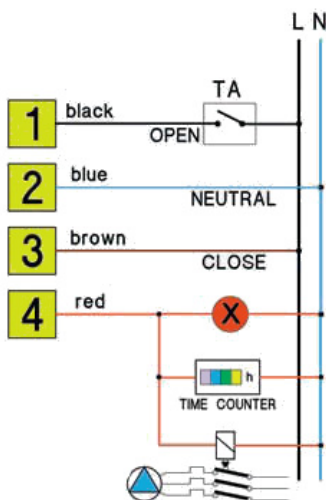 L N
TA
1 black
OPEN
2 blue
NEUTRAL
3 brown
CLOSE
4 red
X
h
TIME COUNTER